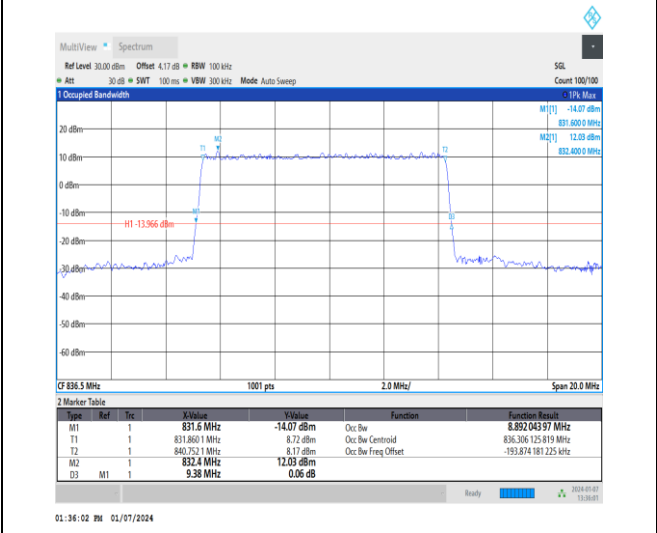 MultiView Spectrum
Ref Level 30.00 dBm Offset 4.17 dB RBW 100 kHz SGL
Att 30 dB SWT 100 ms VBW 300 kHz Mode Auto Sweep Count 100/100
1 Occupied Bandwidth 1Pk Max
M1[1] -14.07 dBm
831.600 0 MHz
20 dBm M2[1] 12.03 dBm
832.400 0 MHz
M2
T1 T2
10 dBm
0 dBm
-10 dBm
M1 D3
H1 -13.966 dBm
-20 dBm
-30 dBm
-40 dBm
-50 dBm
-60 dBm
CF 836.5 MHz 1001 pts 2.0 MHz/ Span 20.0 MHz
2 Marker Table
Type Ref Trc X-Value Y-Value Function Function Result
M1 1 831.6 MHz -14.07 dBm Occ Bw 8.892 043 97 MHz
T1 1 831.860 1 MHz 8.72 dBm Occ Bw Centroid 836.306 125 819 MHz
T2 1 840.752 1 MHz 8.17 dBm Occ Bw Freq Offset -193.874 181 225 kHz
M2 1 832.4 MHz 12.03 dBm
D3 M1 1 9.38 MHz 0.06 dB
Ready 2024-01-07
13:36:01
01:36:02 PM 01/07/2024